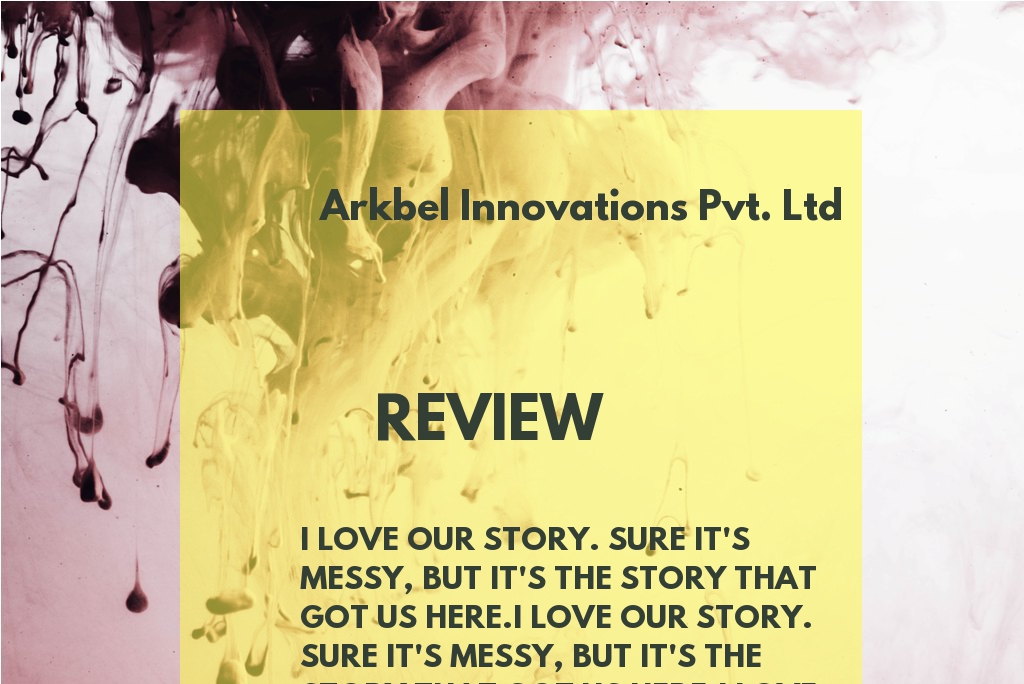 Arkbel Innovations Pvt. Ltd
REVIEW
I LOVE OUR STORY. SURE IT'S
MESSY, BUT IT'S THE STORY THAT
GOT US HERE.I LOVE OUR STORY.
SURE IT'S MESSY, BUT IT'S THE